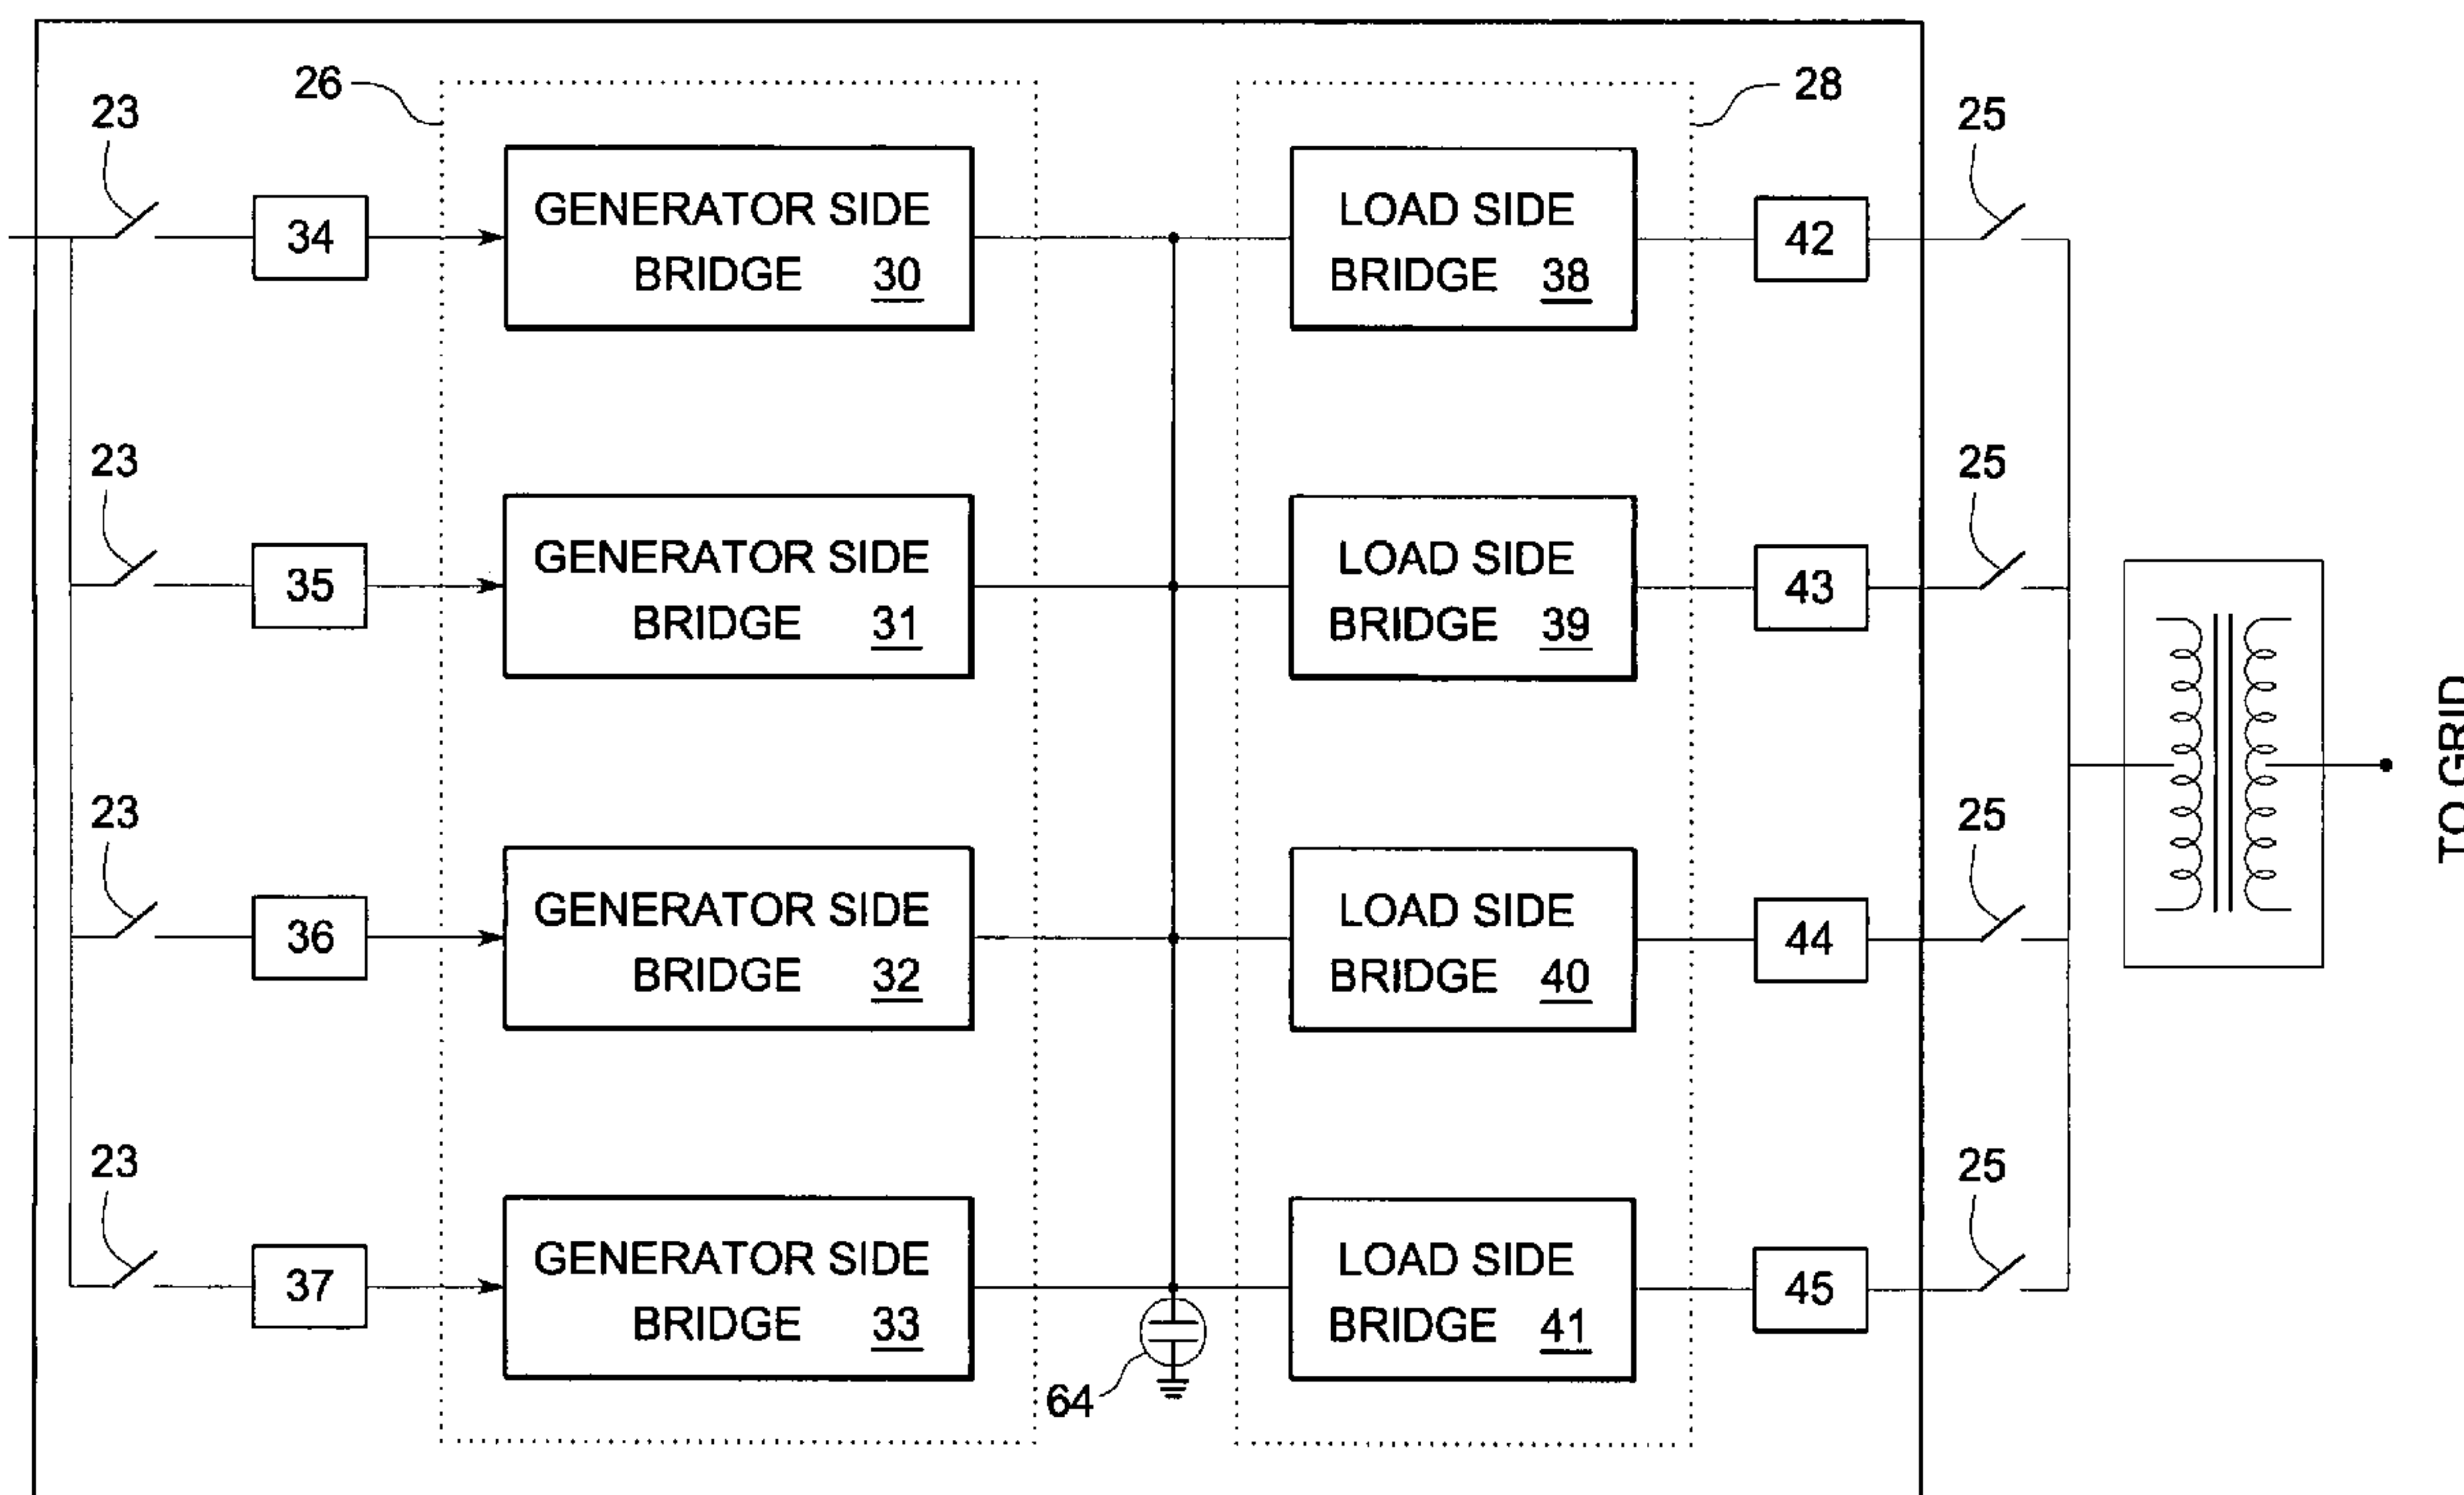 26
28
23
25
34
GENERATOR SIDE
BRIDGE 30
LOAD SIDE
BRIDGE 38
42
23
25
35
GENERATOR SIDE
BRIDGE 31
LOAD SIDE
BRIDGE 39
43
TO GRID
23
25
36
GENERATOR SIDE
BRIDGE 32
LOAD SIDE
BRIDGE 40
44
23
25
37
GENERATOR SIDE
BRIDGE 33
LOAD SIDE
BRIDGE 41
45
64